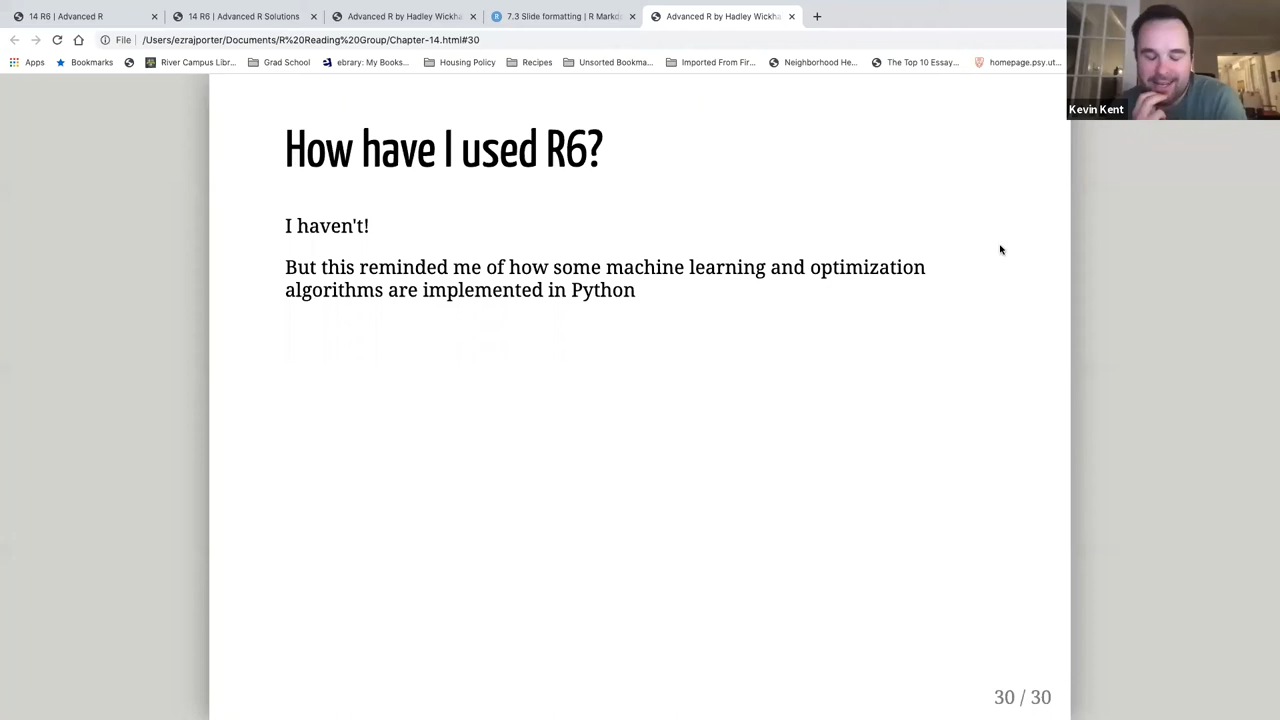 14 R6 | Advanced R
14 R6 | Advanced R Solutions
Advanced R by Hadley Wickha
7.3 Slide formatting | R Markd
Advanced R by Hadley Wickha
File
/Users/ezrajporter/Documents/R%20Reading%20Group/Chapter-14.html#30
Apps
Bookmarks
River Campus Libr...
Grad School
ebrary: My Books...
Housing Policy
Recipes
Unsorted Bookma...
Imported From Fir...
Neighborhood He...
The Top 10 Essay...
homepage.psy.ut...
Kevin Kent
How have I used R6?
I haven't!
But this reminded me of how some machine learning and optimization
algorithms are implemented in Python
30 / 30